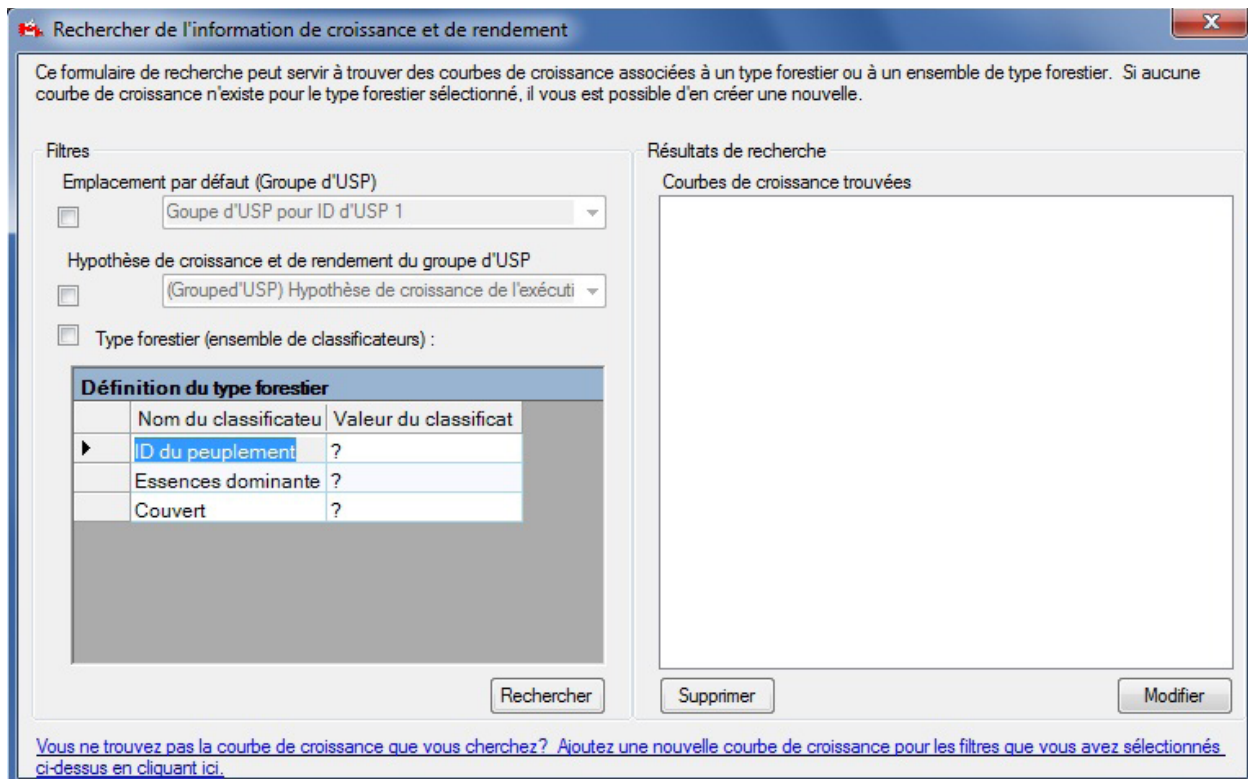 Rechercher de l'information de croissance et de rendement
Ce formulaire de recherche peut servir à trouver des courbes de croissance associées à un type forestier ou à un ensemble de type forestier. Si aucune
courbe de croissance n'existe pour le type forestier sélectionné, il vous est possible d'en créer une nouvelle.
Filtres
Emplacement par défaut (Groupe d'USP)
Goupe d'USP pour ID d'USP 1
Hypothèse de croissance et de rendement du groupe d'USP
(Grouped'USP) Hypothèse de croissance de l'exécuti
Type forestier (ensemble de classificateurs) :
Définition du type forestier
Nom du classificateu Valeur du classificat
ID du peuplement ?
Essences dominante ?
Couvert ?
Rechercher
Résultats de recherche
Courbes de croissance trouvées
Supprimer Modifier
Vous ne trouvez pas la courbe de croissance que vous cherchez? Ajoutez une nouvelle courbe de croissance pour les filtres que vous avez sélectionnés
ci-dessus en cliquant ici.